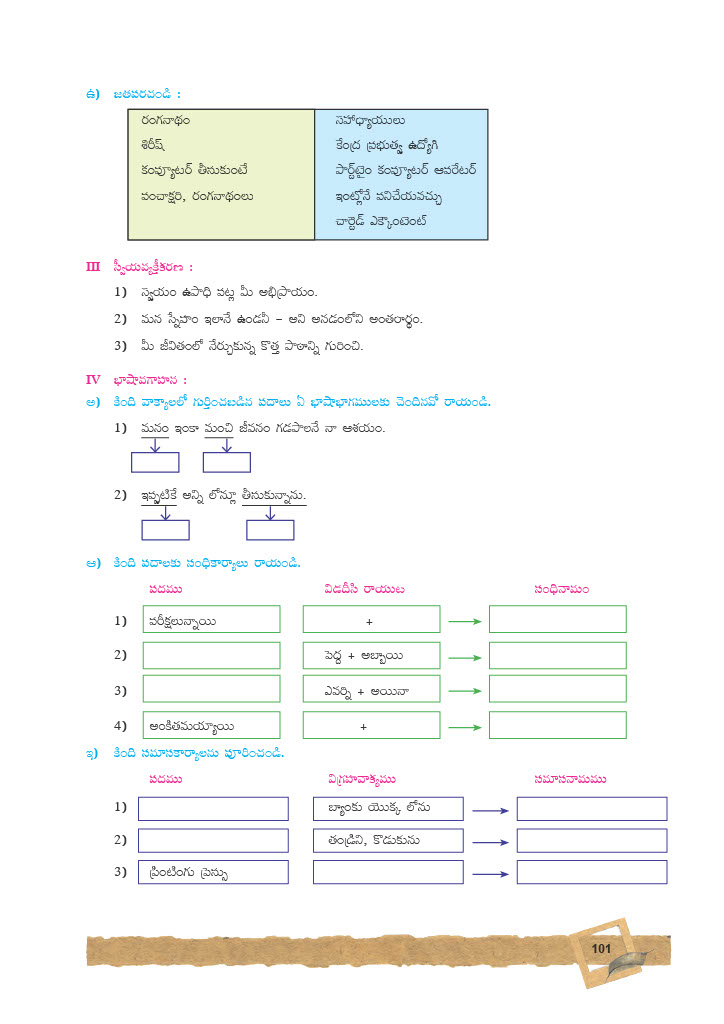 ఉ) జతపరచండి :
రంగనాథం సహాధ్యాయులు
శిరీష్ కేంద్ర ప్రభుత్వ ఉద్యోగి
కంప్యూటర్ తీసుకుంటే పార్ట్‌టైం కంప్యూటర్ ఆపరేటర్
పంచాక్షరి, రంగనాథంలు ఇంట్లోనే పనిచేయవచ్చు
చార్టెడ్ ఎక్కౌంటెంట్
III స్వీయవ్యక్తీకరణ :
1) స్వయం ఉపాధి పట్ల మీ అభిప్రాయం.
2) మన స్నేహం ఇలానే ఉండనీ – అని అనడంలోని అంతరార్థం.
3) మీ జీవితంలో నేర్చుకున్న కొత్త పాఠాన్ని గురించి.
IV భాషావగాహన :
అ) కింది వాక్యాలలో గుర్తించబడిన పదాలు ఏ భాషాభాగములకు చెందినవో రాయండి.
1) మనం ఇంకా మంచి జీవనం గడపాలనే నా ఆశయం.
2) ఇప్పటికే అన్ని లోనులూ తీసుకున్నాను.
ఆ) కింది పదాలకు సంధికార్యాలు రాయండి.
పదము విడదీసి రాయుట సంధినామం
1) పరీక్షలున్నాయి +
2) పెద్ద + అబ్బాయి
3) ఎవర్ని + అయినా
4) అంకితమయ్యాయి +
ఇ) కింది సమాసకార్యాలను పూరించండి.
పదము విగ్రహవాక్యము సమాసనామము
1) బ్యాంకు యొక్క లోను
2) తండ్రిని, కొడుకును
3) ప్రింటింగు ప్రెస్సు
101